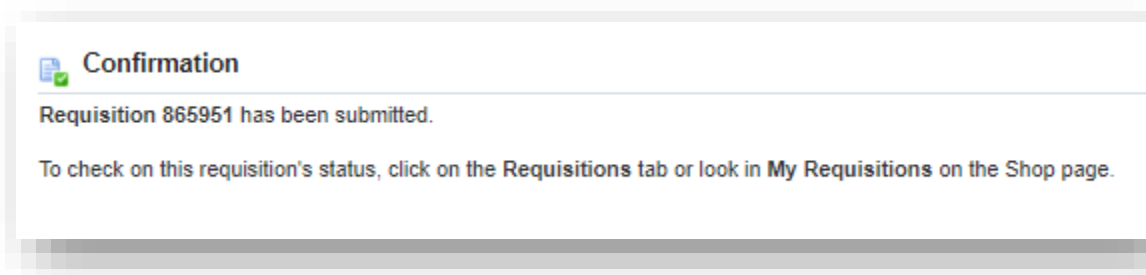 Confirmation
Requisition 865951 has been submitted.
To check on this requisition's status, click on the Requisitions tab or look in My Requisitions on the Shop page.